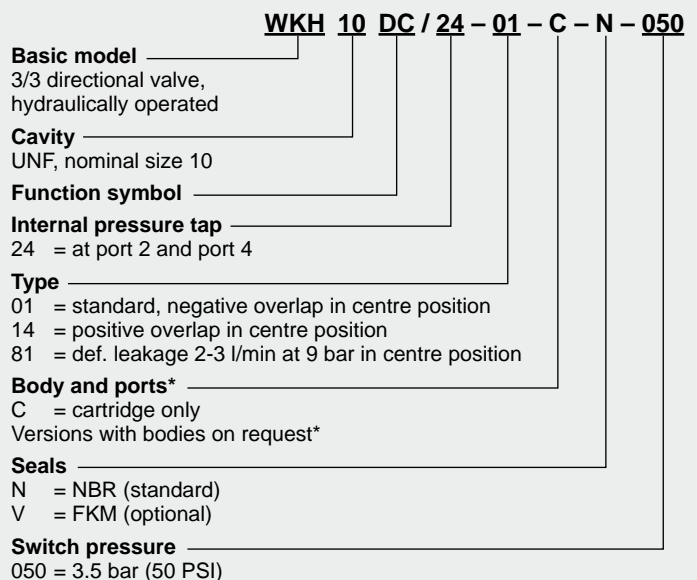 WKH 10 DC / 24 – 01 – C – N – 050
Basic model
3/3 directional valve,
hydraulically operated
Cavity
UNF, nominal size 10
Function symbol
Internal pressure tap
24 = at port 2 and port 4
Type
01 = standard, negative overlap in centre position
14 = positive overlap in centre position
81 = def. leakage 2-3 l/min at 9 bar in centre position
Body and ports*
C = cartridge only
Versions with bodies on request*
Seals
N = NBR (standard)
V = FKM (optional)
Switch pressure
050 = 3.5 bar (50 PSI)